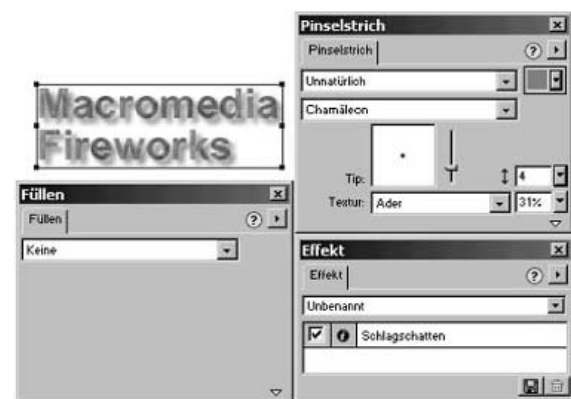 Macromedia
Fireworks
Füllen
Füllen
?
Keine
Pinselstrich
Pinselstrich
?
Unnatürlich
Chamäleon
Tip:
4
Textur: Ader 31%
Effekt
Effekt
?
Unbenannt
Schlagschatten